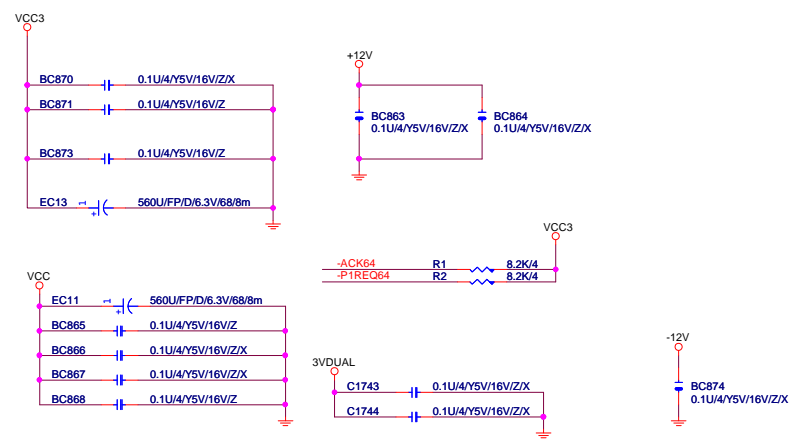 VCC3
BC870 0.1U/4/Y5V/16V/Z/X
BC871 0.1U/4/Y5V/16V/Z
BC873 0.1U/4/Y5V/16V/Z
EC13 1 + 560U/FP/D/6.3V/68/8m
+12V
BC863
0.1U/4/Y5V/16V/Z/X
BC864
0.1U/4/Y5V/16V/Z/X
VCC3
-ACK64 R1 8.2K/4
-P1REQ64 R2 8.2K/4
VCC
EC11 1 + 560U/FP/D/6.3V/68/8m
BC865 0.1U/4/Y5V/16V/Z
BC866 0.1U/4/Y5V/16V/Z/X
BC867 0.1U/4/Y5V/16V/Z/X
BC868 0.1U/4/Y5V/16V/Z
3VDUAL
C1743 0.1U/4/Y5V/16V/Z/X
C1744 0.1U/4/Y5V/16V/Z/X
-12V
BC874
0.1U/4/Y5V/16V/Z/X